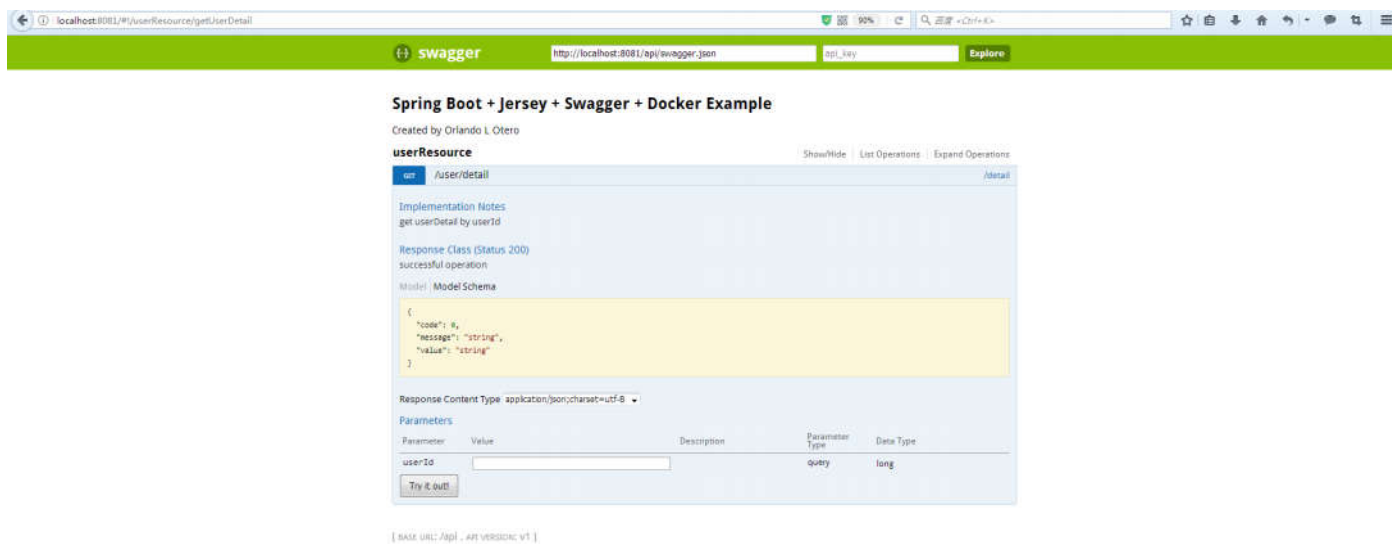 localhost:8081/#!/userResource/getUserDetail
90%
百度 <Ctrl+K>
swagger
http://localhost:8081/api/swagger.json
api_key
Explore
Spring Boot + Jersey + Swagger + Docker Example
Created by Orlando L Otero
userResource
Show/Hide | List Operations | Expand Operations
GET /user/detail /detail
Implementation Notes
get userDetail by userId
Response Class (Status 200)
successful operation
Model | Model Schema
{
"code": 0,
"message": "string",
"value": "string"
}
Response Content Type application/json;charset=utf-8
Parameters
Parameter Value Description Parameter Type Data Type
userId query long
Try it out!
[ BASE URL: /api , API VERSION: v1 ]